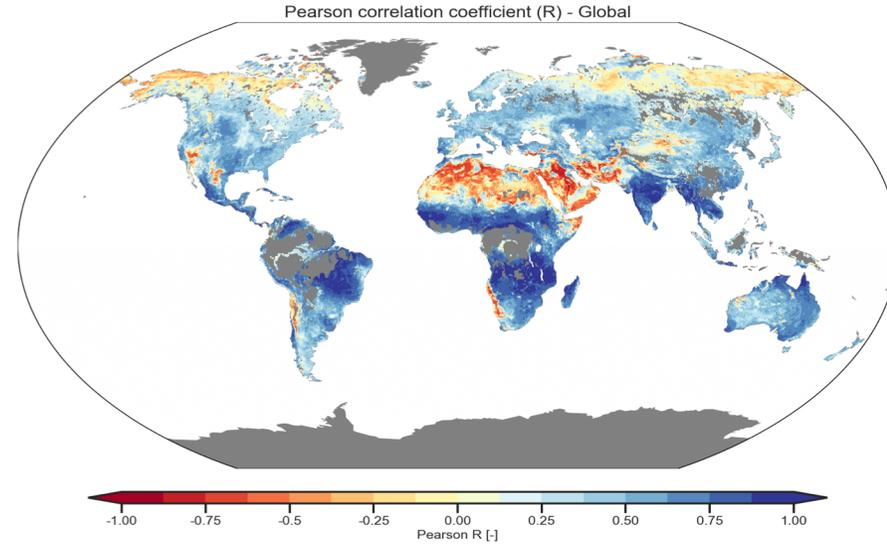 Pearson correlation coefficient (R) - Global
-1.00 -0.75 -0.5 -0.25 0.00 0.25 0.50 0.75 1.00
Pearson R [-]